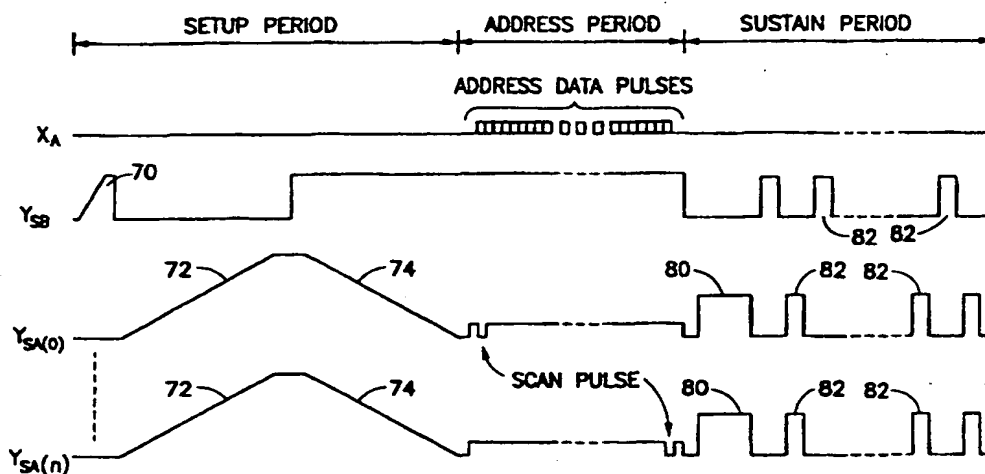 SETUP PERIOD ADDRESS PERIOD SUSTAIN PERIOD
ADDRESS DATA PULSES
X_A
70
Y_SB
82 82
72 74 80 82 82
Y_SA(0)
SCAN PULSE
72 74 80 82 82
Y_SA(n)